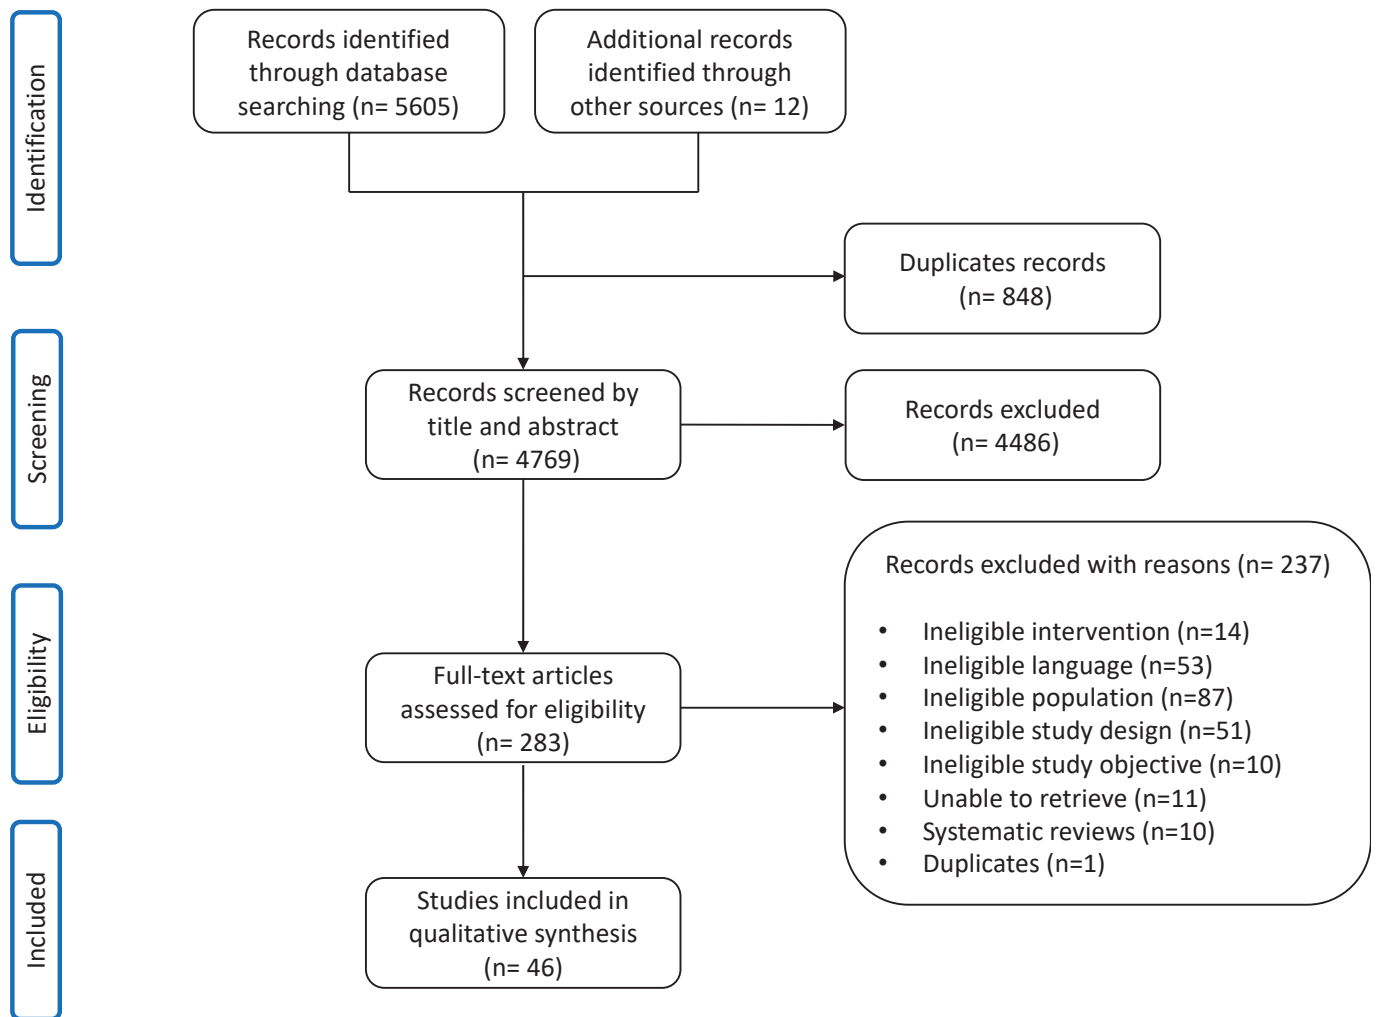 Identification
Records identified
through database
searching (n= 5605)
Additional records
identified through
other sources (n= 12)
Duplicates records
(n= 848)
Screening
Records screened by
title and abstract
(n= 4769)
Records excluded
(n= 4486)
Eligibility
Full-text articles
assessed for eligibility
(n= 283)
Records excluded with reasons (n= 237)
• Ineligible intervention (n=14)
• Ineligible language (n=53)
• Ineligible population (n=87)
• Ineligible study design (n=51)
• Ineligible study objective (n=10)
• Unable to retrieve (n=11)
• Systematic reviews (n=10)
• Duplicates (n=1)
Included
Studies included in
qualitative synthesis
(n= 46)